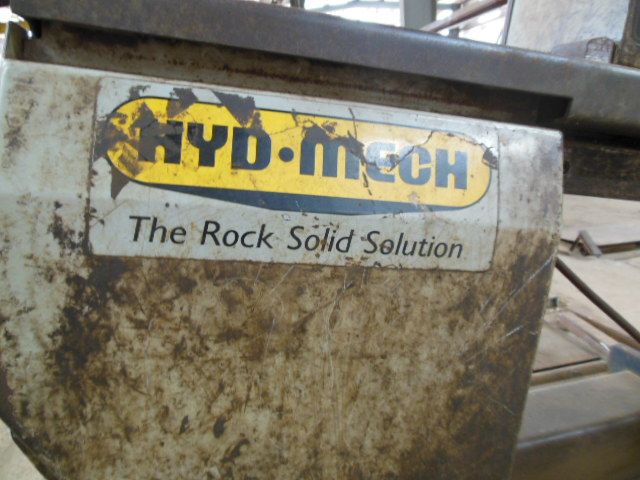 HYD·MECH
The Rock Solid Solution